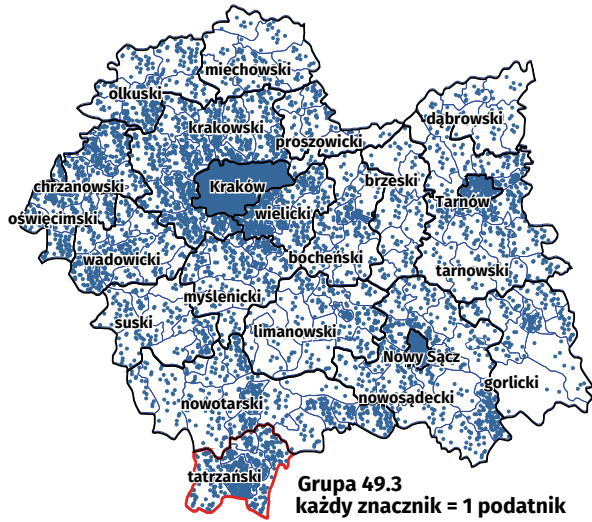 miechowski
olkuski
dąbrowski
krakowski
proszowicki
chrzanowski
Kraków
brzeski
Tarnów
oświęcimski
wielicki
wadowicki
bocheński
tarnowski
myślenicki
suski
limanowski
Nowy Sącz
gorlicki
nowotarski
nowosądecki
tatrzański
Grupa 49.3
każdy znacznik = 1 podatnik